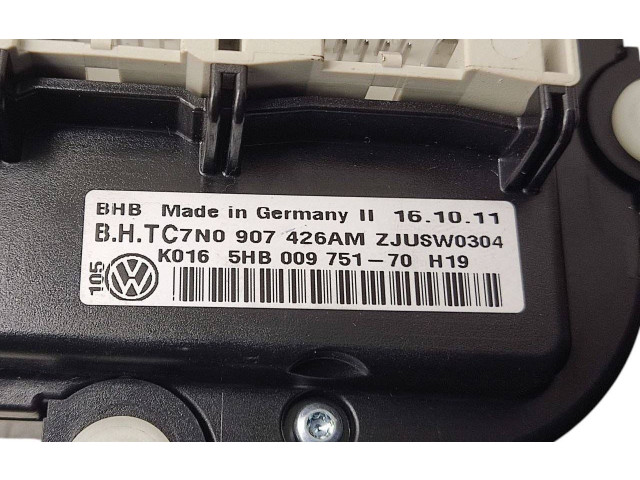 BHB Made in Germany II 16.10.11
B.H.TC7N0 907 426AM ZJUSW0304
K016 5HB 009 751-70 H19
105